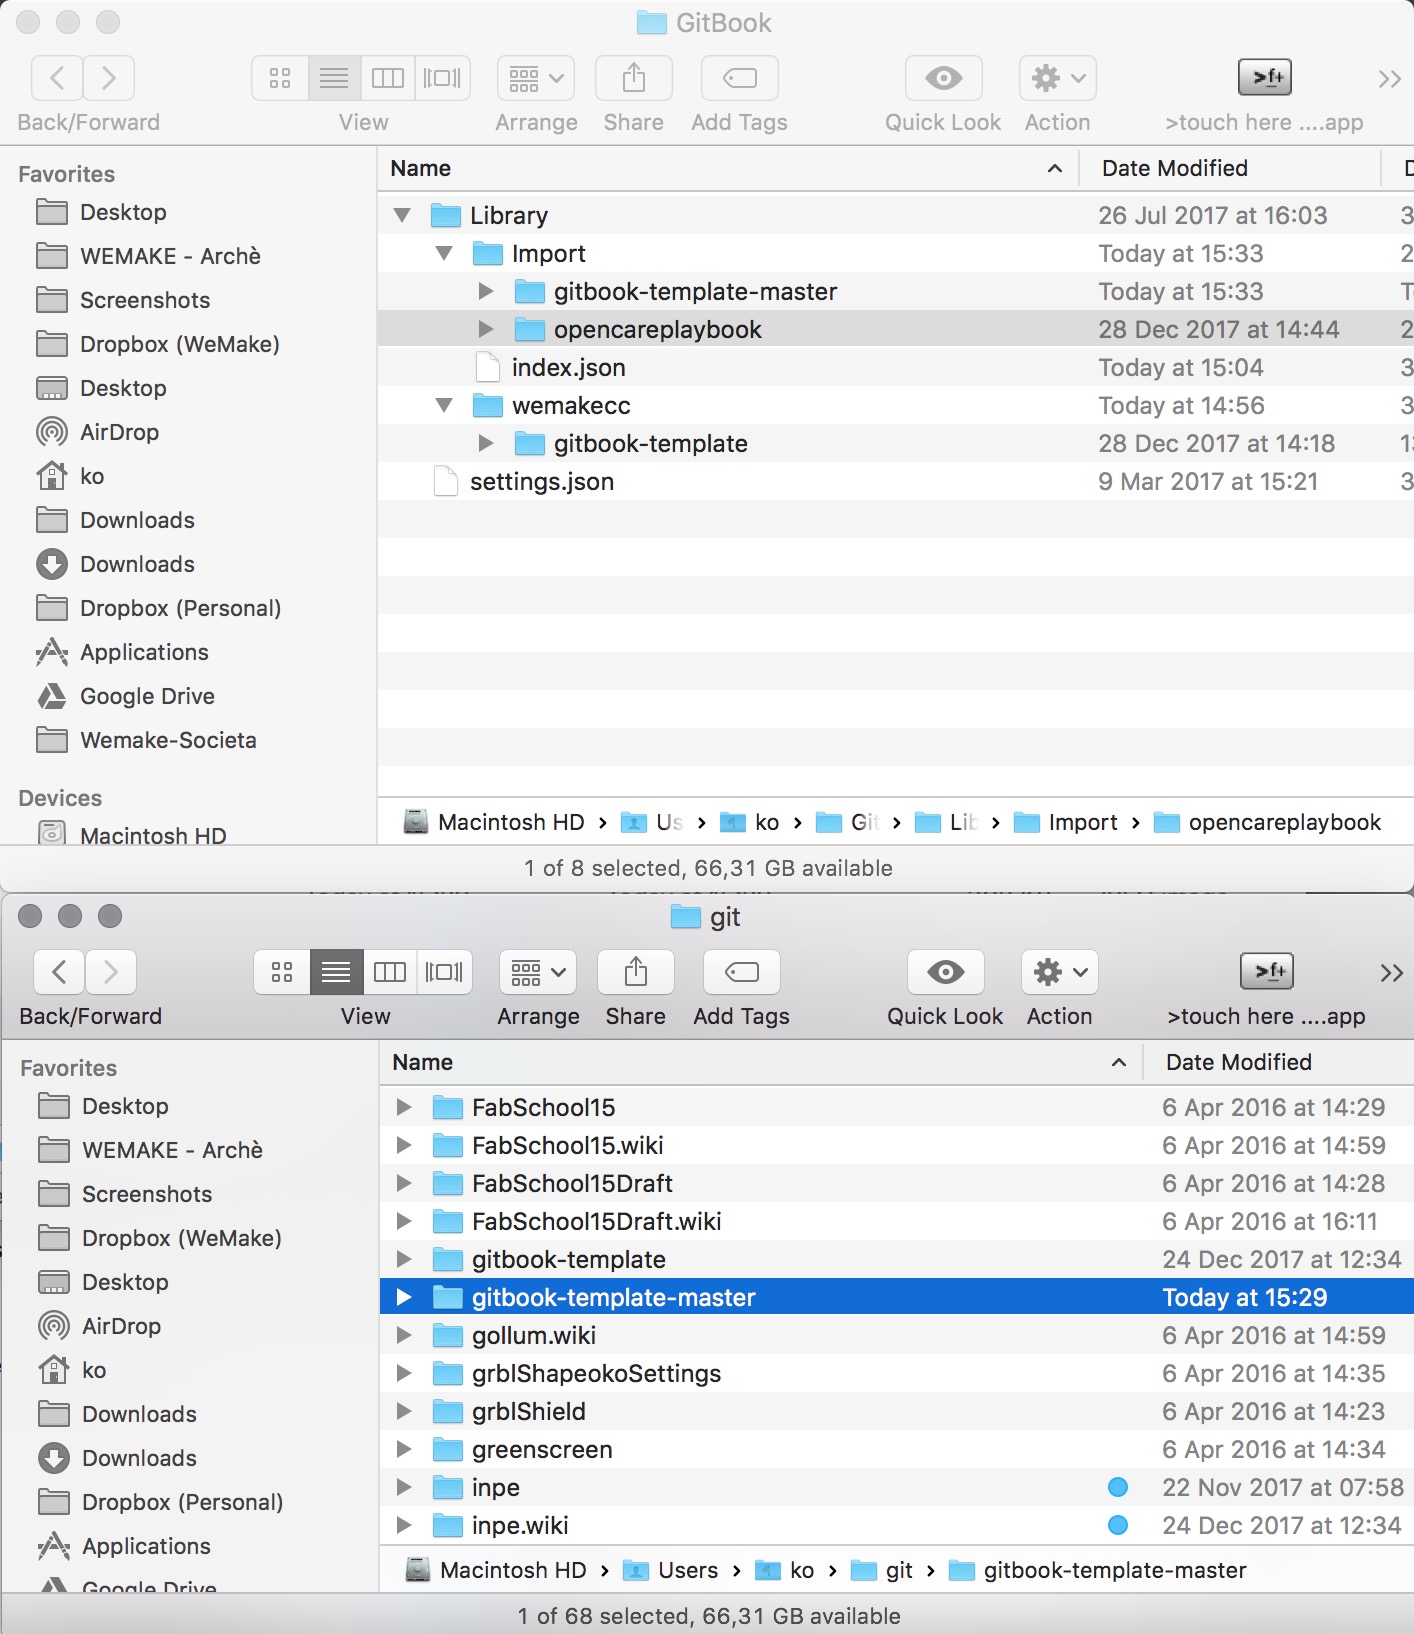 GitBook
Back/Forward View Arrange Share Add Tags Quick Look Action >touch here ....app
Favorites
Desktop
WEMAKE - Archè
Screenshots
Dropbox (WeMake)
Desktop
AirDrop
ko
Downloads
Downloads
Dropbox (Personal)
Applications
Google Drive
Wemake-Societa
Devices
Macintosh HD
Name Date Modified
Library 26 Jul 2017 at 16:03
Import Today at 15:33
gitbook-template-master Today at 15:33
opencareplaybook 28 Dec 2017 at 14:44
index.json Today at 15:04
wemakecc Today at 14:56
gitbook-template 28 Dec 2017 at 14:18
settings.json 9 Mar 2017 at 15:21
Macintosh HD › Us › ko › Git › Lib › Import › opencareplaybook
1 of 8 selected, 66,31 GB available
git
Back/Forward View Arrange Share Add Tags Quick Look Action >touch here ....app
Favorites
Desktop
WEMAKE - Archè
Screenshots
Dropbox (WeMake)
Desktop
AirDrop
ko
Downloads
Downloads
Dropbox (Personal)
Applications
Google Drive
Name Date Modified
FabSchool15 6 Apr 2016 at 14:29
FabSchool15.wiki 6 Apr 2016 at 14:59
FabSchool15Draft 6 Apr 2016 at 14:28
FabSchool15Draft.wiki 6 Apr 2016 at 16:11
gitbook-template 24 Dec 2017 at 12:34
gitbook-template-master Today at 15:29
gollum.wiki 6 Apr 2016 at 14:59
grblShapeokoSettings 6 Apr 2016 at 14:35
grblShield 6 Apr 2016 at 14:23
greenscreen 6 Apr 2016 at 14:34
inpe 22 Nov 2017 at 07:58
inpe.wiki 24 Dec 2017 at 12:34
Macintosh HD › Users › ko › git › gitbook-template-master
1 of 68 selected, 66,31 GB available